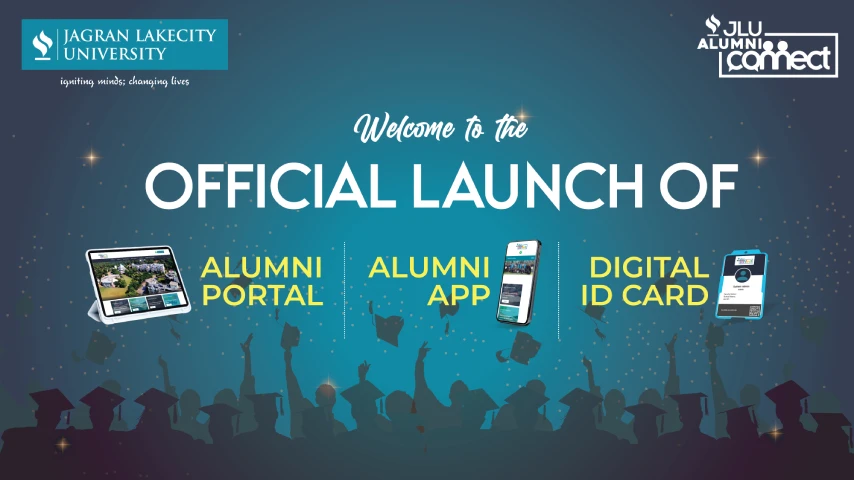 JAGRAN LAKECITY
UNIVERSITY
igniting minds; changing lives
JLU
ALUMNI
connect
Welcome to the
OFFICIAL LAUNCH OF
ALUMNI
PORTAL
ALUMNI
APP
DIGITAL
ID CARD